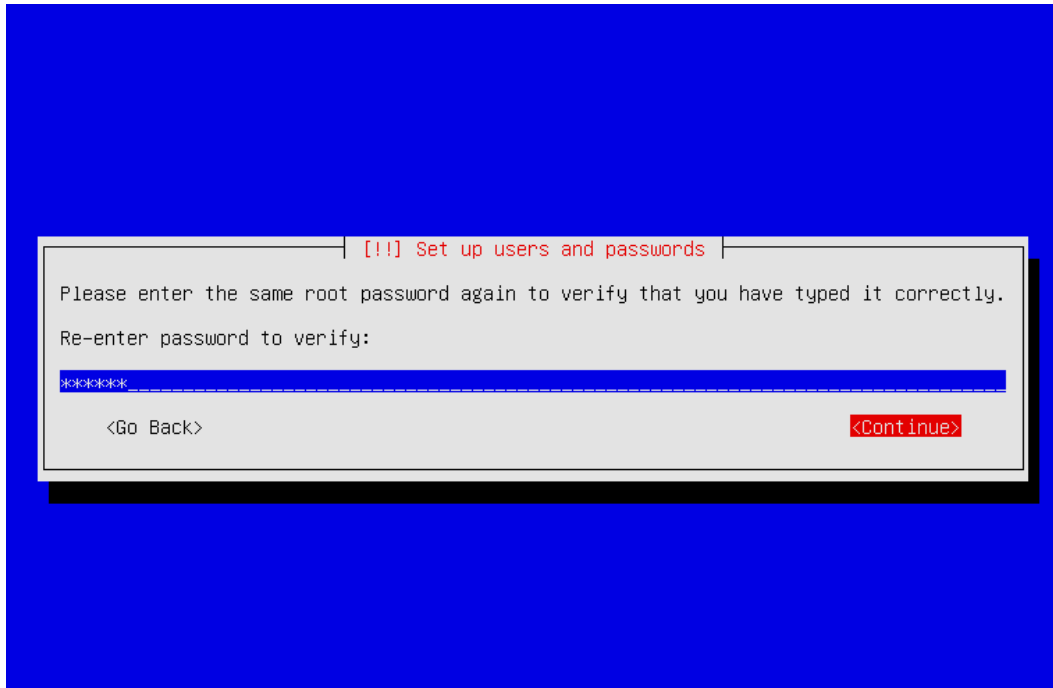 [!!] Set up users and passwords
Please enter the same root password again to verify that you have typed it correctly.
Re-enter password to verify:
******
<Go Back> <Continue>